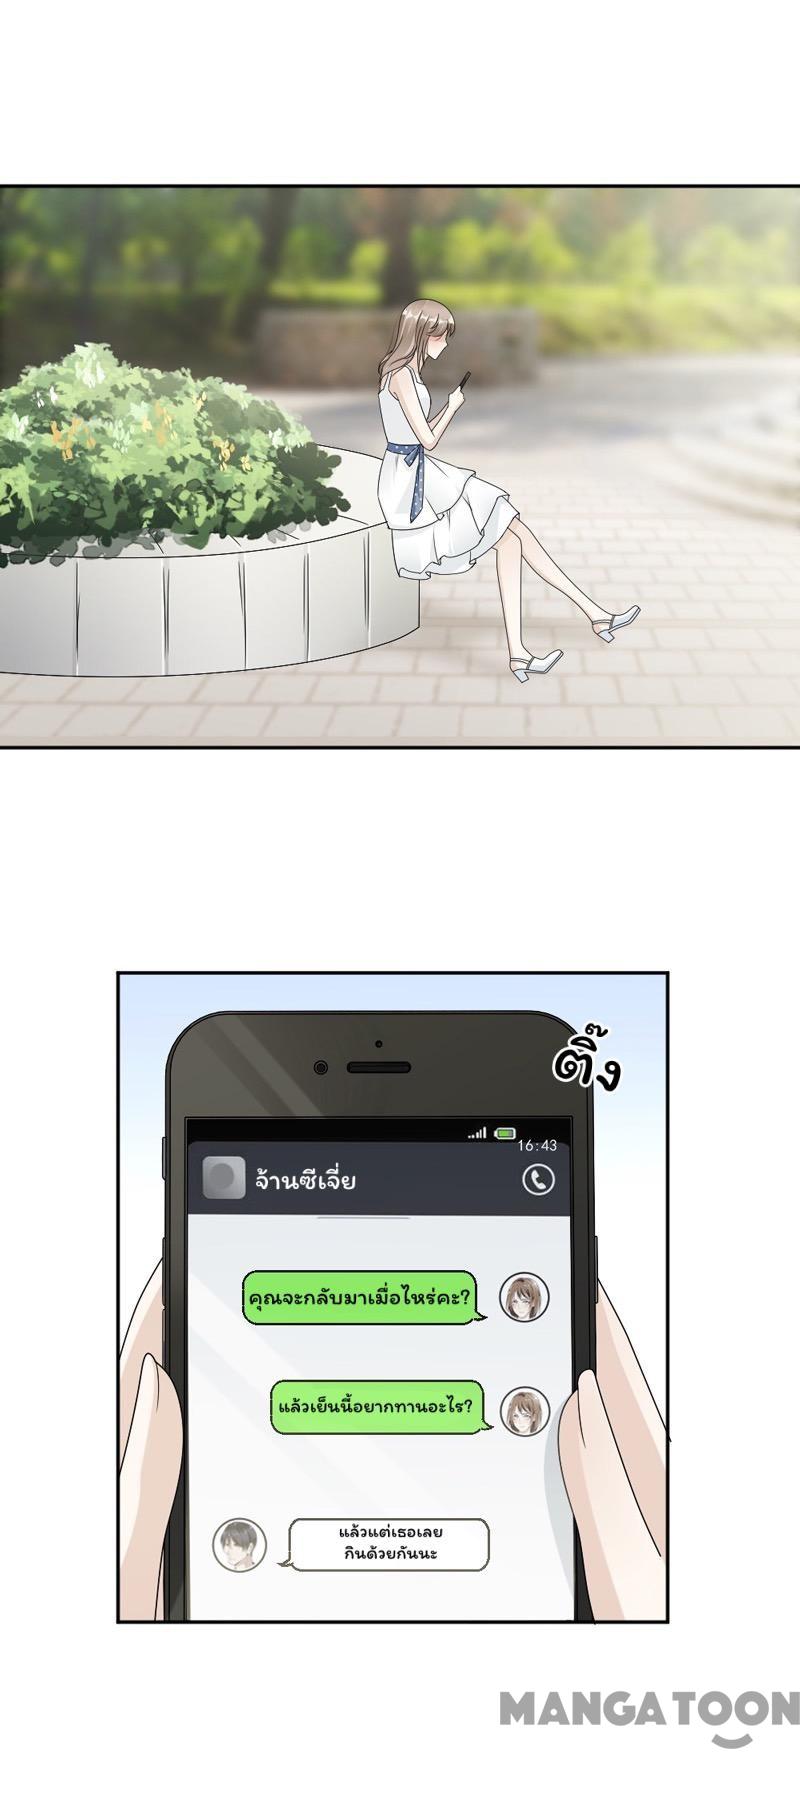 ติ๊ง
16:43
จ้านซีเจี่ย
คุณจะกลับมาเมื่อไหร่คะ?
แล้วเย็นนี้อยากทานอะไร?
แล้วแต่เธอเลย
กินด้วยกันนะ
MANGATOON